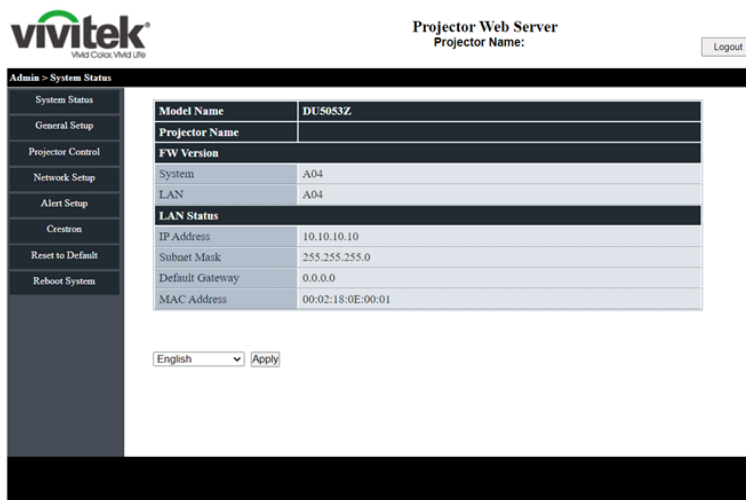 vivitek
Vivid Color, Vivid Life
Projector Web Server
Projector Name:
Logout
Admin > System Status
System Status
General Setup
Projector Control
Network Setup
Alert Setup
Crestron
Reset to Default
Reboot System
Model Name DU5053Z
Projector Name
FW Version
System A04
LAN A04
LAN Status
IP Address 10.10.10.10
Subnet Mask 255.255.255.0
Default Gateway 0.0.0.0
MAC Address 00:02:18:0E:00:01
English Apply